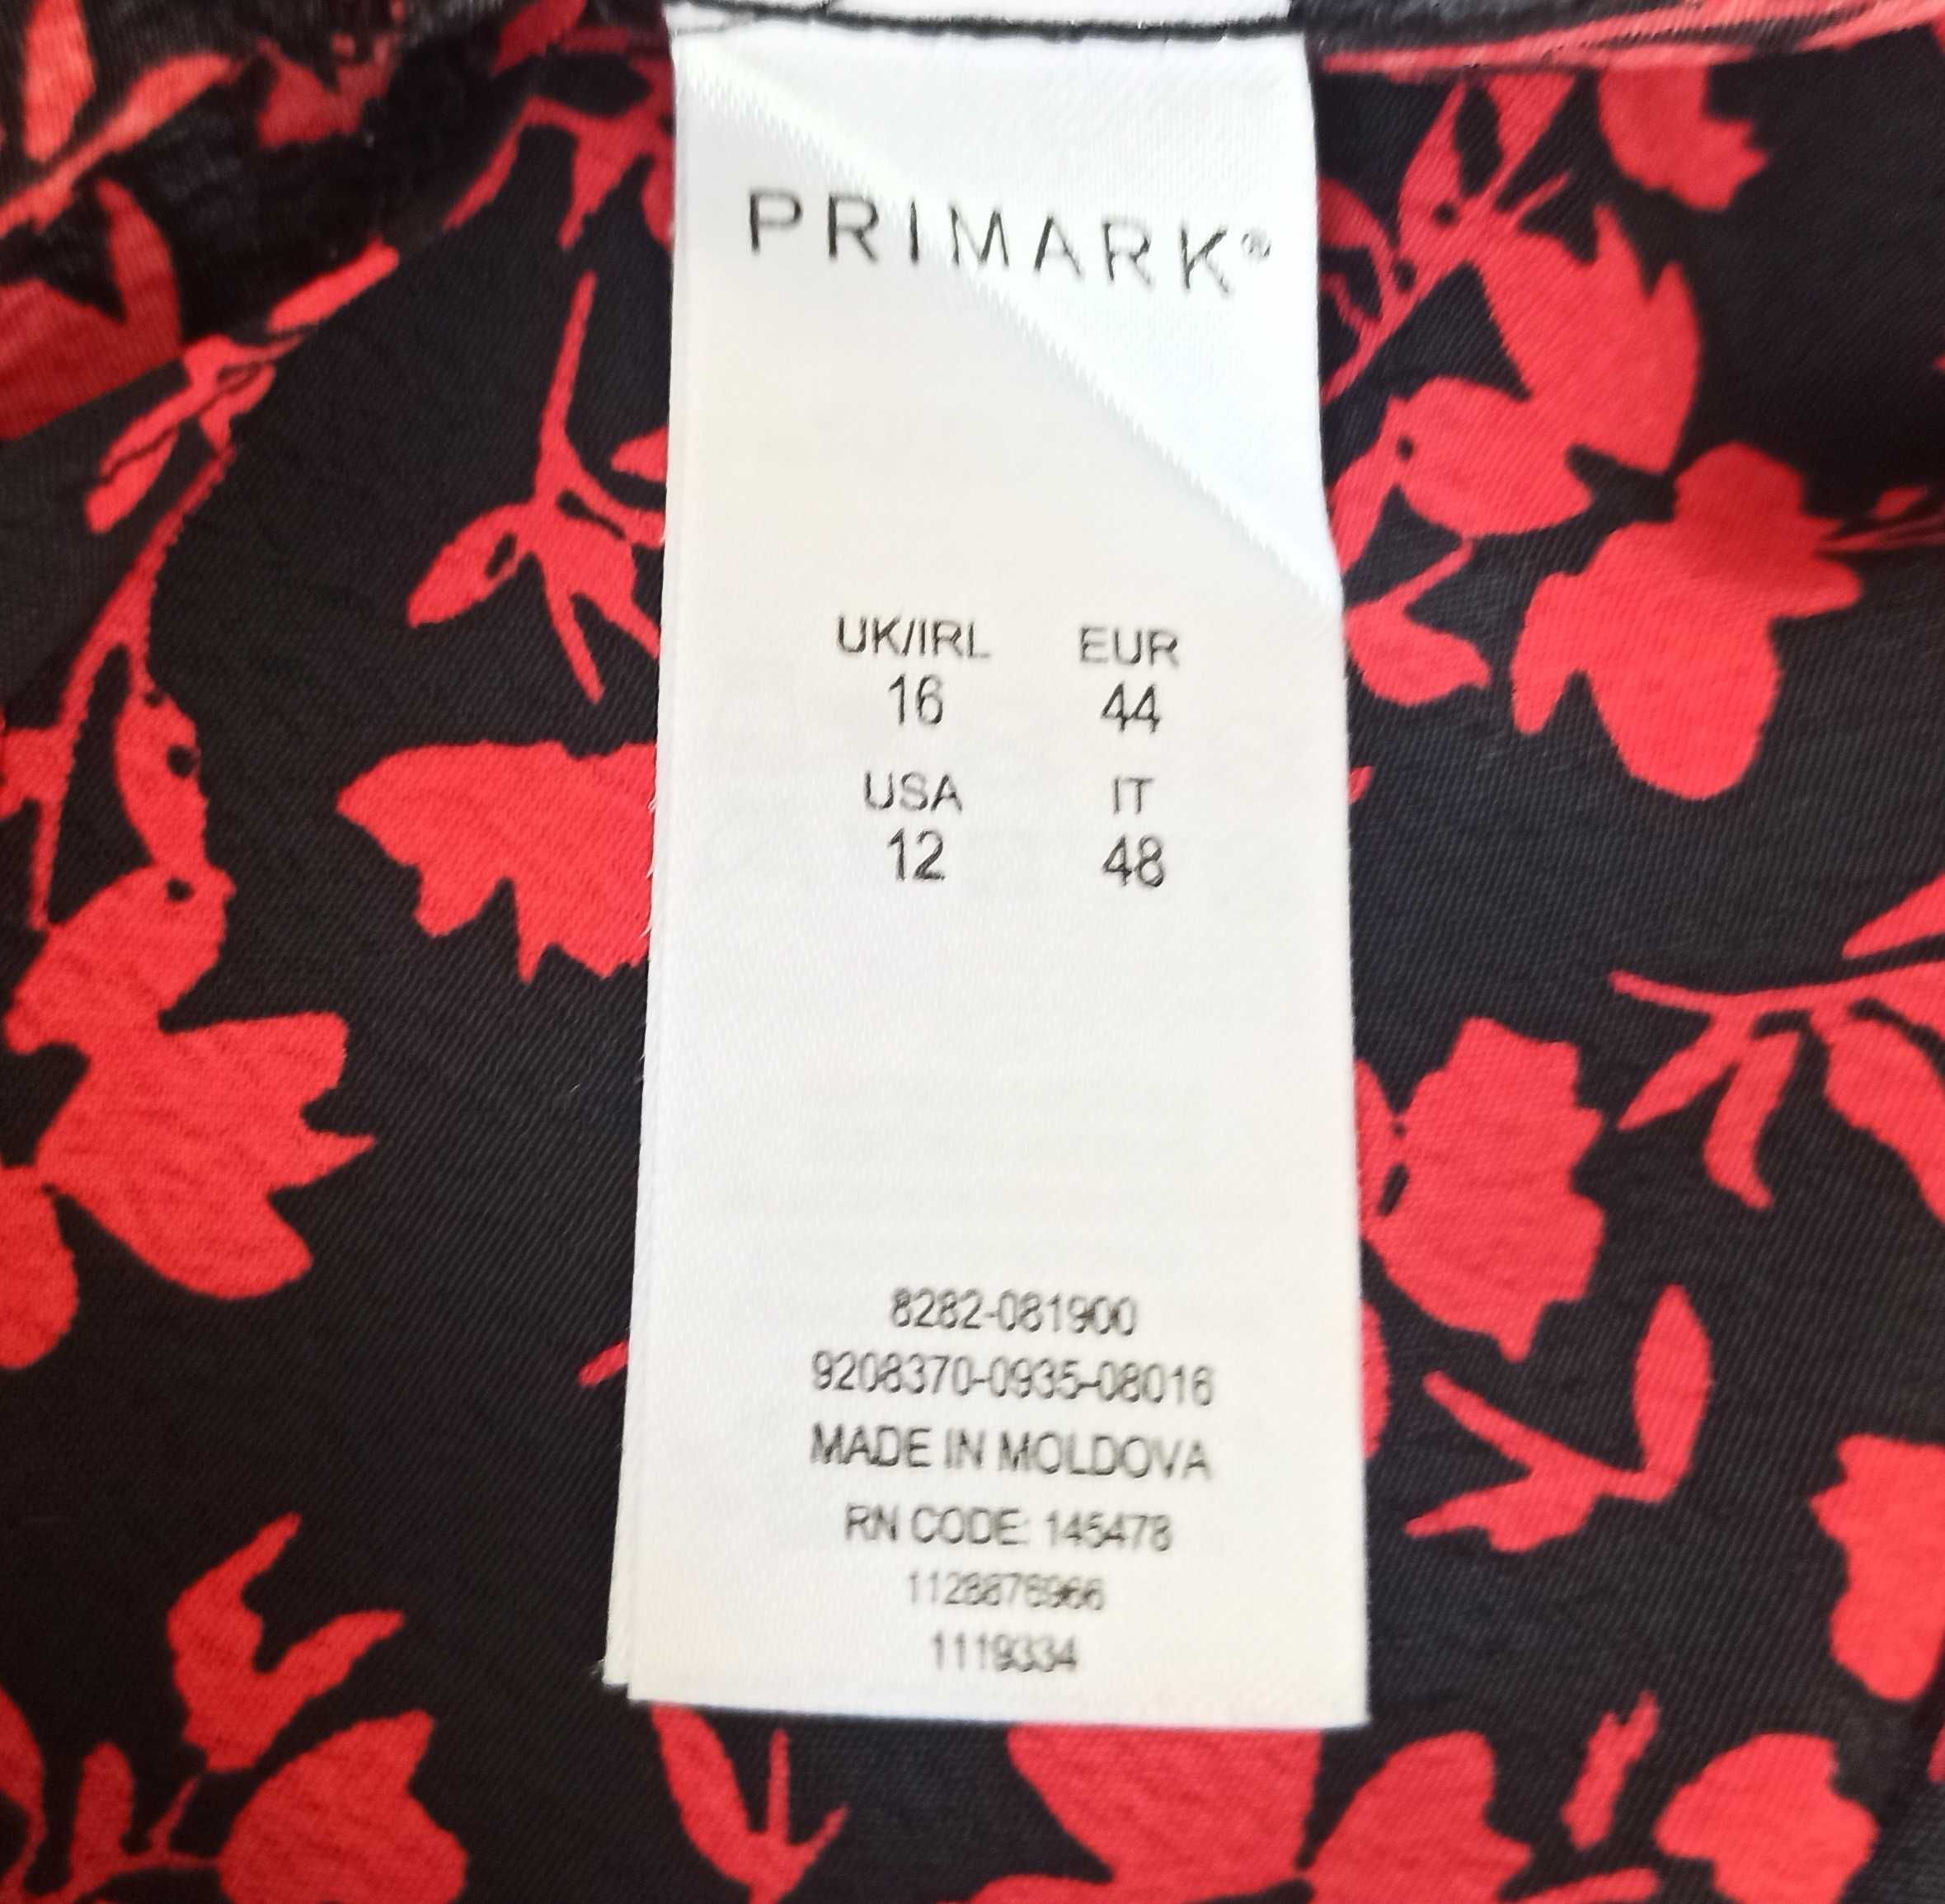 PRIMARK®
UK/IRL EUR
16 44
USA IT
12 48
8282-081900
9208370-0935-08016
MADE IN MOLDOVA
RN CODE: 145478
1128876966
1119334